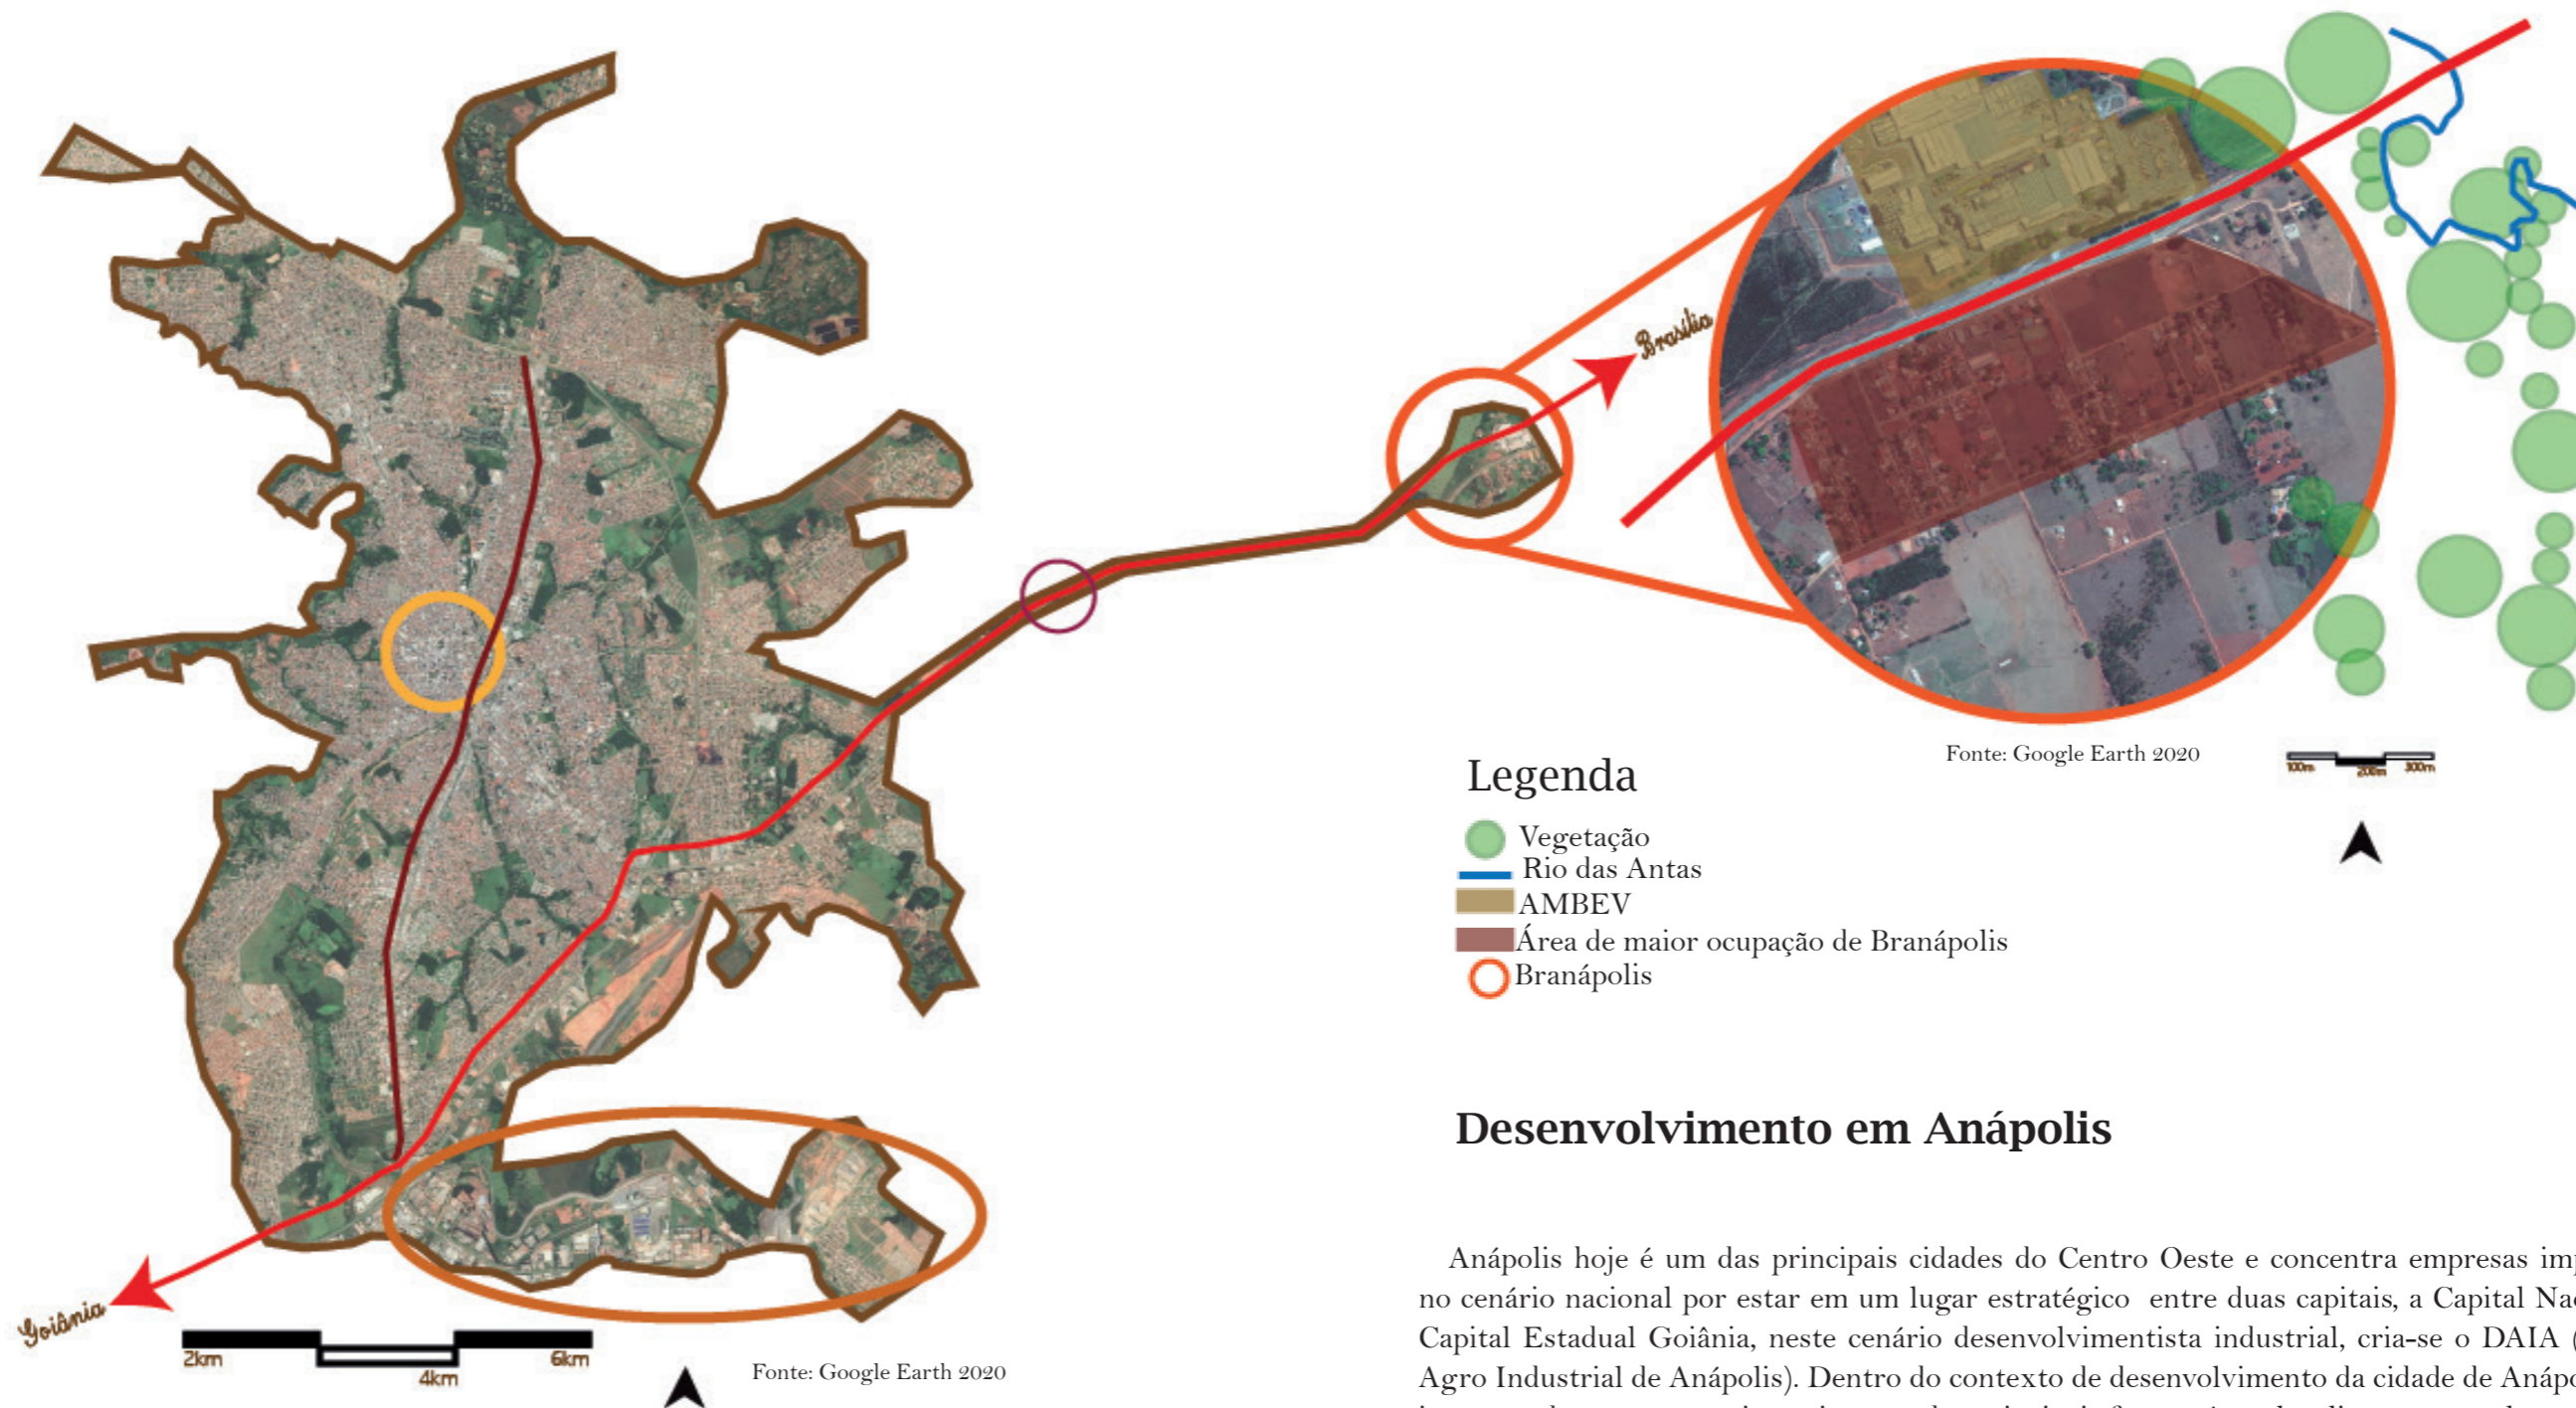 Brasília
Goiânia
2km
4km
6km
Fonte: Google Earth 2020
Fonte: Google Earth 2020
100m
200m
300m
Legenda
Vegetação
Rio das Antas
AMBEV
Área de maior ocupação de Branápolis
Branápolis
Desenvolvimento em Anápolis
Anápolis hoje é um das principais cidades do Centro Oeste e concentra empresas
no cenário nacional por estar em um lugar estratégico entre duas capitais, a Capital
Capital Estadual Goiânia, neste cenário desenvolvimentista industrial, cria-se o DAIA (
Agro Industrial de Anápolis). Dentro do contexto de desenvolvimento da cidade de